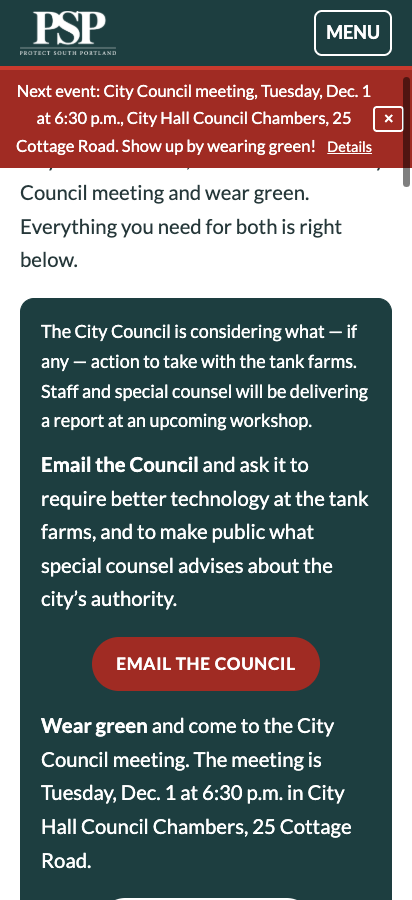 PSP
PROTECT SOUTH PORTLAND
MENU
Next event: City Council meeting, Tuesday, Dec. 1
at 6:30 p.m., City Hall Council Chambers, 25
Cottage Road. Show up by wearing green! Details
×
Council meeting and wear green.
Everything you need for both is right
below.
The City Council is considering what — if
any — action to take with the tank farms.
Staff and special counsel will be delivering
a report at an upcoming workshop.
Email the Council and ask it to
require better technology at the tank
farms, and to make public what
special counsel advises about the
city’s authority.
EMAIL THE COUNCIL
Wear green and come to the City
Council meeting. The meeting is
Tuesday, Dec. 1 at 6:30 p.m. in City
Hall Council Chambers, 25 Cottage
Road.